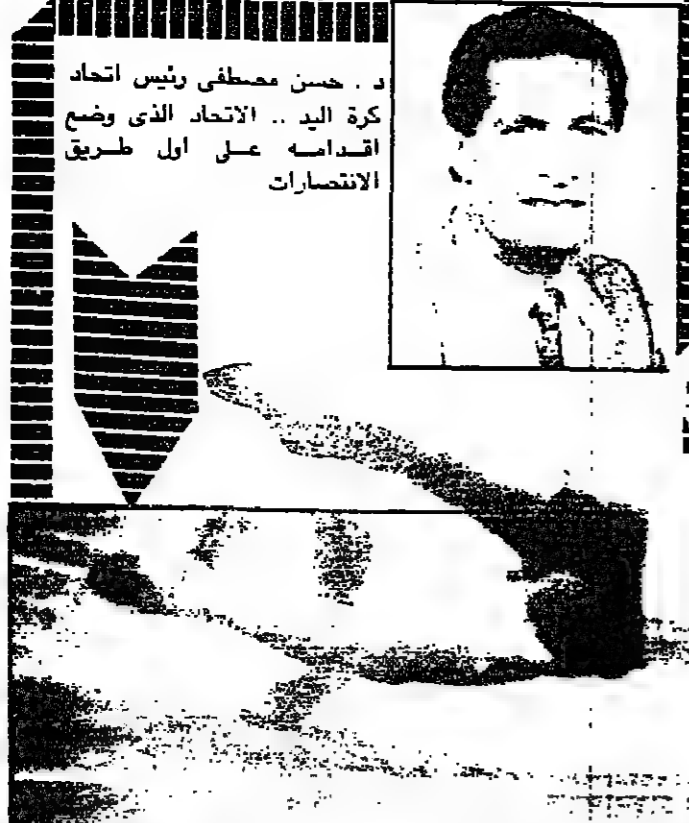 د . حسن مصطفى رئيس اتحاد
كرة اليد .. الاتحاد الذى وضع
اقدامه على اول طريق
الانتصارات